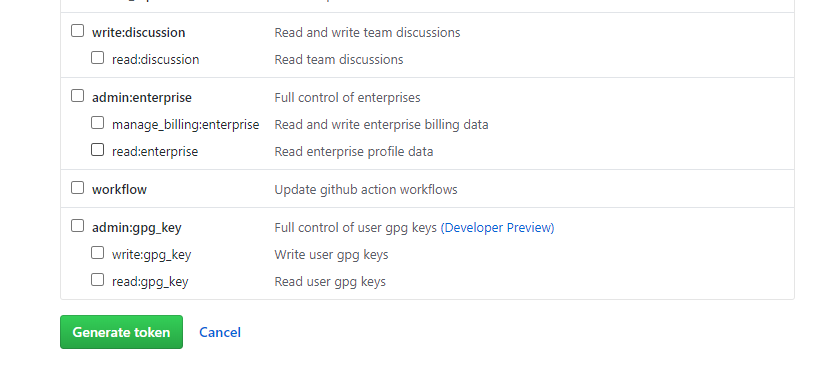 write:discussion Read and write team discussions
read:discussion Read team discussions
admin:enterprise Full control of enterprises
manage_billing:enterprise Read and write enterprise billing data
read:enterprise Read enterprise profile data
workflow Update github action workflows
admin:gpg_key Full control of user gpg keys (Developer Preview)
write:gpg_key Write user gpg keys
read:gpg_key Read user gpg keys
Generate token Cancel